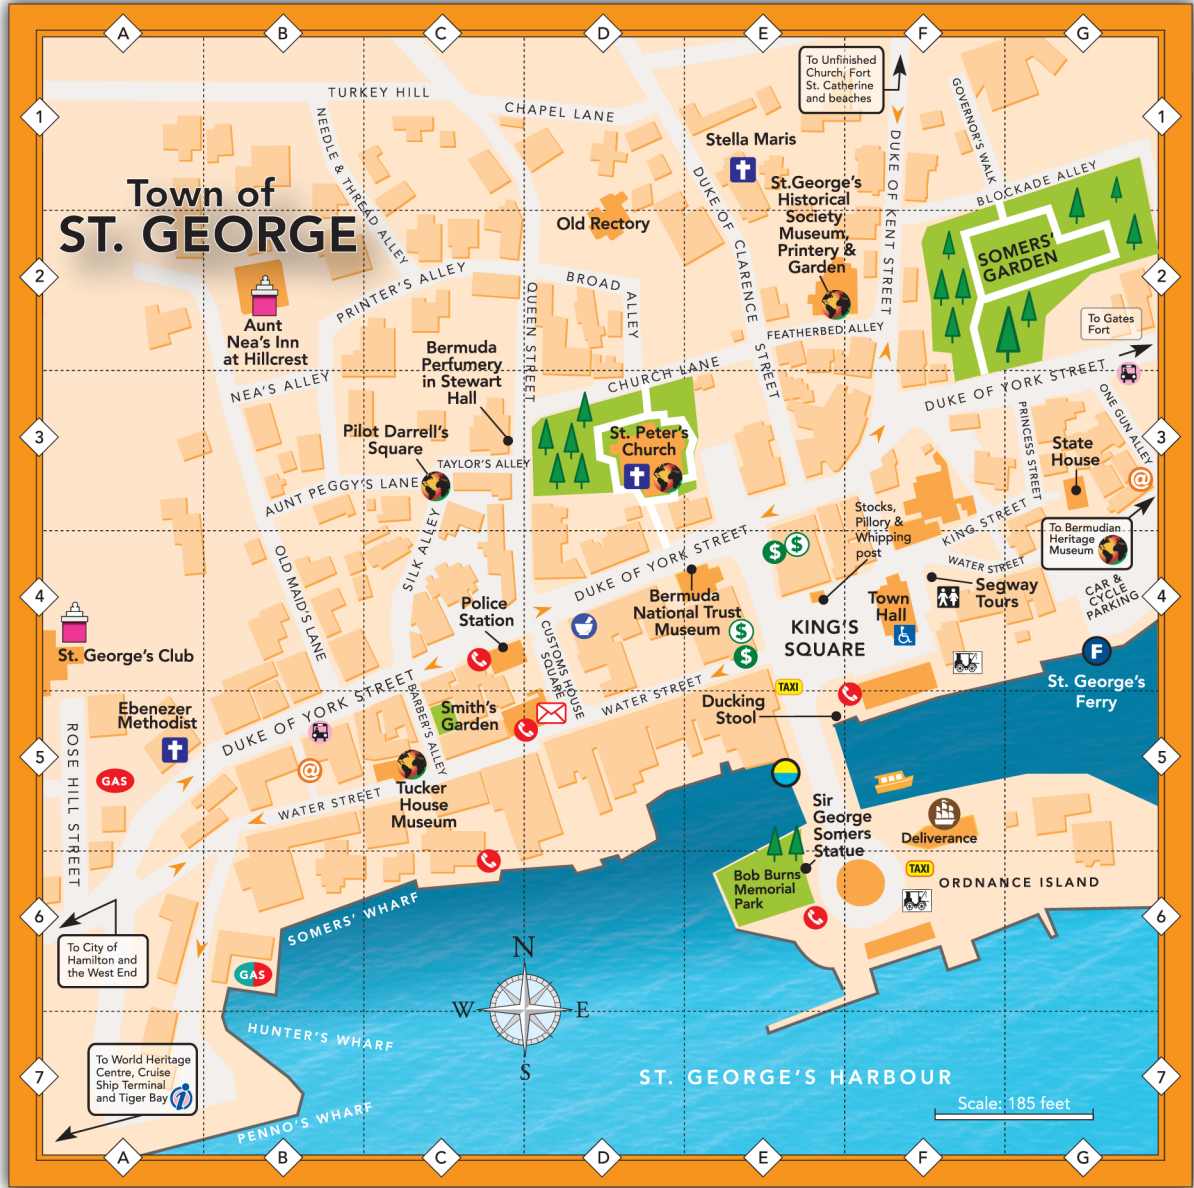 A
B
C
D
E
F
G
1
1
To Unfinished
Church, Fort
St. Catherine
and beaches
TURKEY HILL
CHAPEL LANE
GOVERNOR'S WALK
NEEDLE & THREAD ALLEY
Stella Maris
DUKE OF KENT STREET
BLOCKADE ALLEY
DUKE OF CLARENCE STREET
Town of
ST. GEORGE
St.George's
Historical
Society
Museum,
Printery &
Garden
Old Rectory
SOMERS'
GARDEN
2
2
PRINTER'S ALLEY
BROAD ALLEY
QUEEN STREET
Aunt
Nea's Inn
at Hillcrest
FEATHERBED ALLEY
To Gates
Fort
Bermuda
Perfumery
in Stewart
Hall
CHURCH LANE
NEA'S ALLEY
DUKE OF YORK STREET
ONE GUN ALLEY
PRINCESS STREET
3
3
Pilot Darrell's
Square
St. Peter's
Church
State
House
TAYLOR'S ALLEY
AUNT PEGGY'S LANE
@
Stocks,
Pillory &
Whipping
post
KING STREET
To Bermudian
Heritage
Museum
SILK ALLEY
OLD MAID'S LANE
DUKE OF YORK STREET
$
$
WATER STREET
Segway
Tours
CAR &
CYCLE
PARKING
4
4
Police
Station
Bermuda
National Trust
Museum
Town
Hall
CUSTOMS HOUSE
SQUARE
$
$
KING'S
SQUARE
F
St. George's Club
St. George's
Ferry
TAXI
DUKE OF YORK STREET
BARBER'S ALLEY
WATER STREET
Ebenezer
Methodist
Smith's
Garden
Ducking
Stool
ROSE HILL STREET
5
5
GAS
@
Tucker
House
Museum
WATER STREET
Sir
George
Somers
Statue
Deliverance
TAXI
Bob Burns
Memorial
Park
ORDNANCE ISLAND
6
6
To City of
Hamilton and
the West End
SOMERS' WHARF
GAS
N
W
E
S
HUNTER'S WHARF
To World Heritage
Centre, Cruise
Ship Terminal
and Tiger Bay
i
7
7
ST. GEORGE'S HARBOUR
Scale: 185 feet
PENNO'S WHARF
A
B
C
D
E
F
G